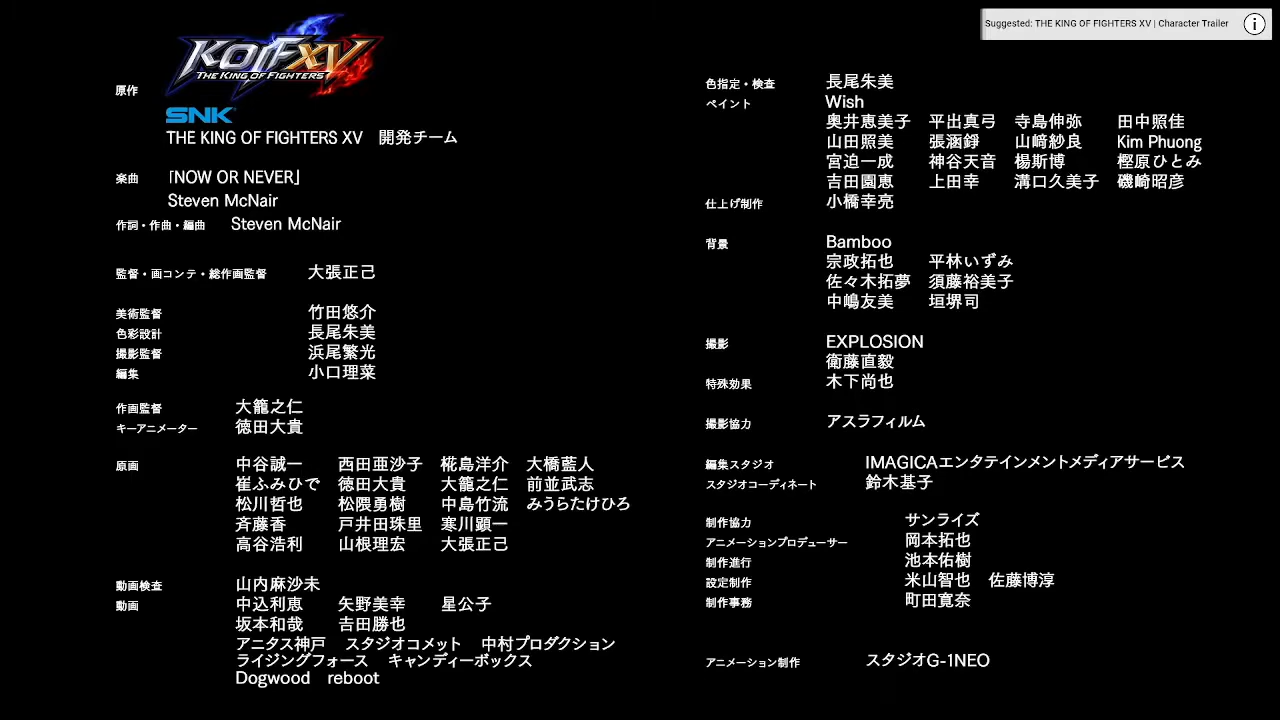 Suggested: THE KING OF FIGHTERS XV | Character Trailer
KOF XV
THE KING OF FIGHTERS
原作
SNK
THE KING OF FIGHTERS XV 開発チーム
楽曲 「NOW OR NEVER」
Steven McNair
作詞・作曲・編曲 Steven McNair
監督・画コンテ・総作画監督 大張正己
美術監督 竹田悠介
色彩設計 長尾朱美
撮影監督 浜尾繁光
編集 小口理菜
作画監督 大籠之仁
キーアニメーター 徳田大貴
原画 中谷誠一 西田亜沙子 椛島洋介 大橋藍人
崔ふみひで 徳田大貴 大籠之仁 前並武志
松川哲也 松隈勇樹 中島竹流 みうらたけひろ
斉藤香 戸井田珠里 寒川顕一
高谷浩利 山根理宏 大張正己
動画検査 山内麻沙未
動画 中込利恵 矢野美幸 星公子
坂本和哉 吉田勝也
アニタス神戸 スタジオコメット 中村プロダクション
ライジングフォース キャンディーボックス
Dogwood reboot
色指定・検査 長尾朱美
ペイント Wish
奥井恵美子 平出真弓 寺島伸弥 田中照佳
山田照美 張涵錚 山﨑紗良 Kim Phuong
宮迫一成 神谷天音 楊斯博 樫原ひとみ
吉田園恵 上田幸 溝口久美子 磯崎昭彦
仕上げ制作 小橋幸亮
背景 Bamboo
宗政拓也 平林いずみ
佐々木拓夢 須藤裕美子
中嶋友美 垣堺司
撮影 EXPLOSION
衛藤直毅
特殊効果 木下尚也
撮影協力 アスラフィルム
編集スタジオ IMAGICAエンタテインメントメディアサービス
スタジオコーディネート 鈴木基子
制作協力 サンライズ
アニメーションプロデューサー 岡本拓也
制作進行 池本佑樹
設定制作 米山智也 佐藤博淳
制作事務 町田寛奈
アニメーション制作 スタジオG-1NEO